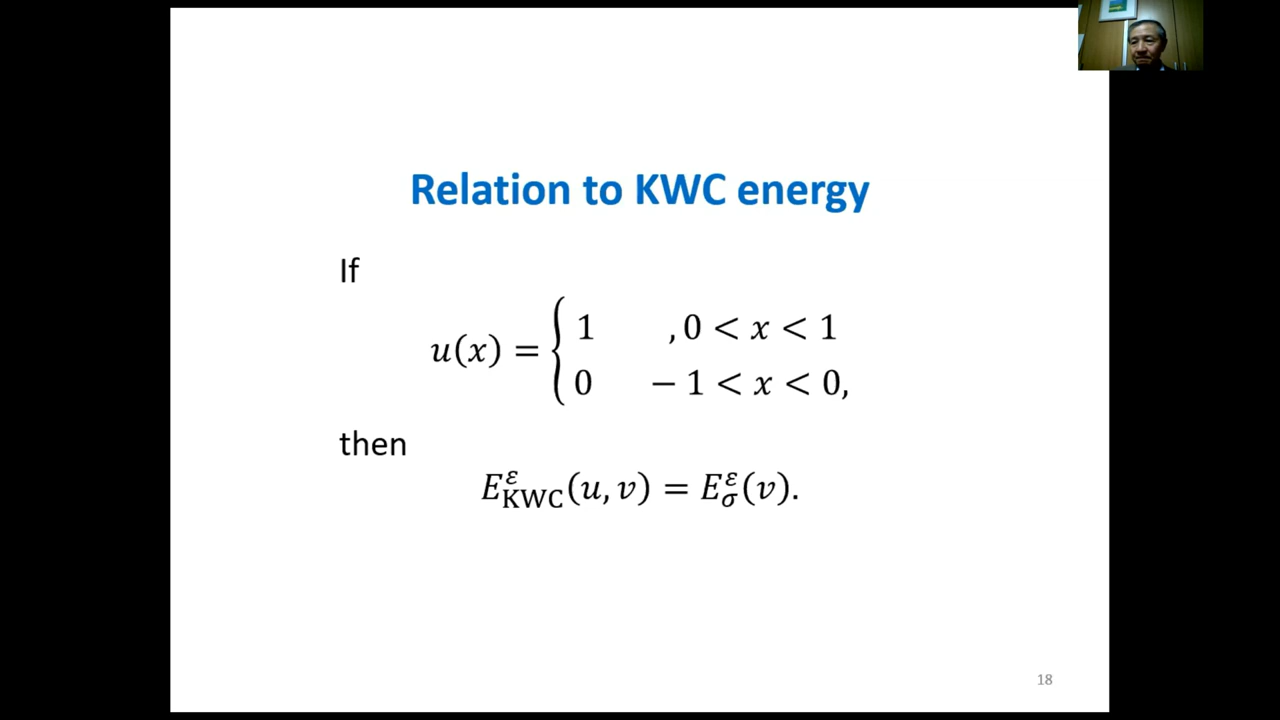 Relation to KWC energy
If
u(x) = { 1 , 0 < x < 1
0 − 1 < x < 0,
then
E^ε_KWC(u, v) = E^ε_σ(v).
18